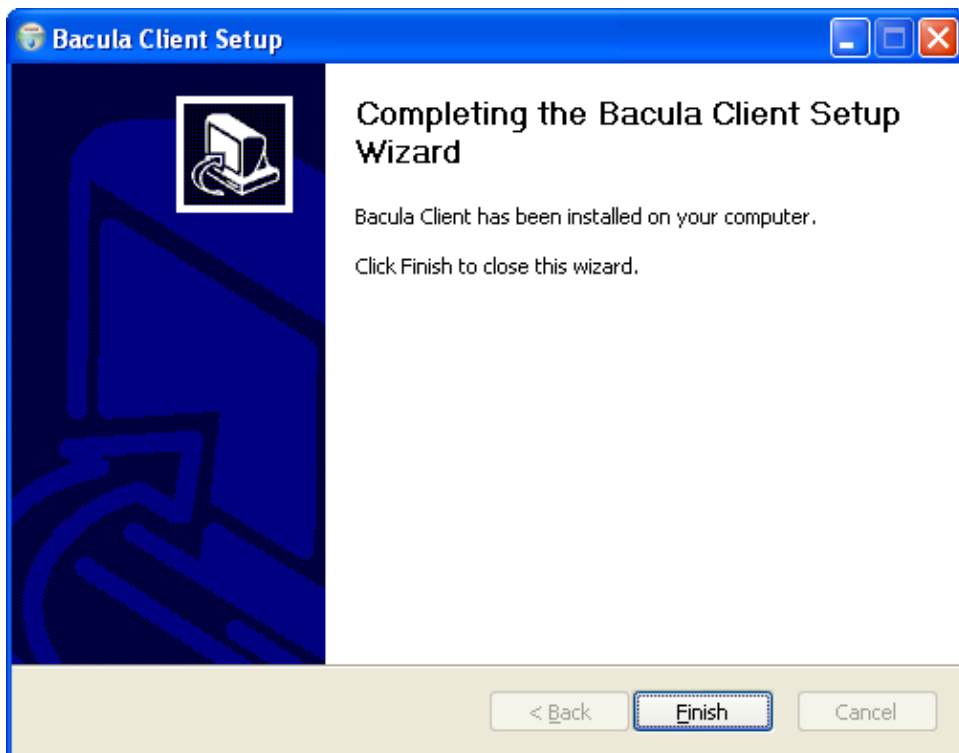 Bacula Client Setup
Completing the Bacula Client Setup
Wizard
Bacula Client has been installed on your computer.
Click Finish to close this wizard.
< Back
Finish
Cancel